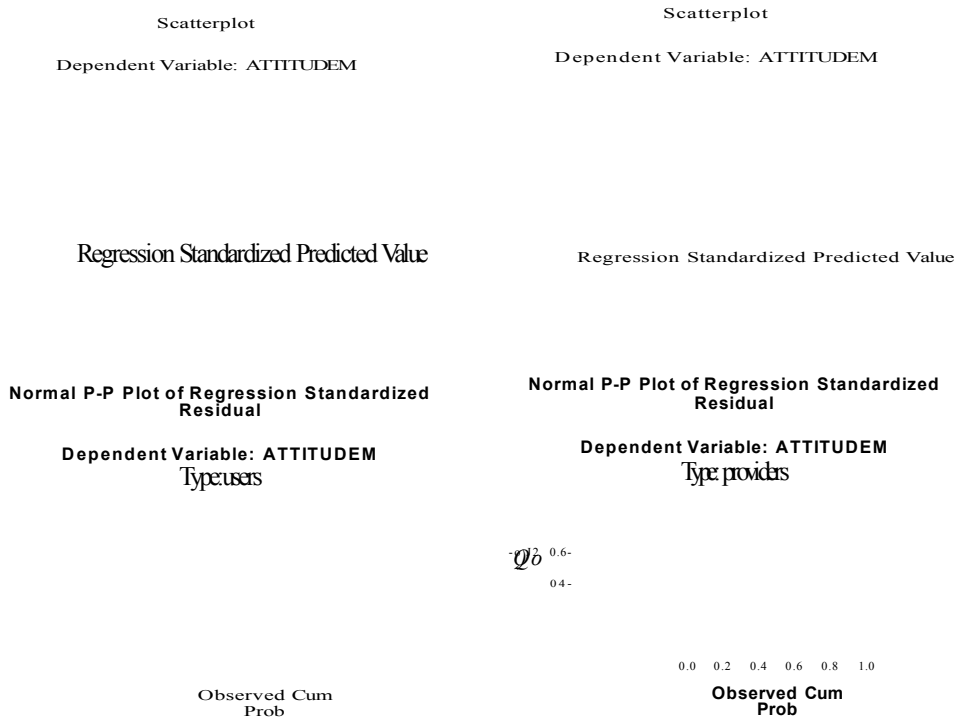 Scatterplot
Dependent Variable: ATTITUDEM
Regression Standardized Predicted Value
Scatterplot
Dependent Variable: ATTITUDEM
Regression Standardized Predicted Value
Normal P-P Plot of Regression Standardized
Residual
Dependent Variable: ATTITUDEM
Type:users
Observed Cum
Prob
Normal P-P Plot of Regression Standardized
Residual
Dependent Variable: ATTITUDEM
Type: providers
0.6-
04-
0.0 0.2 0.4 0.6 0.8 1.0
Observed Cum
Prob